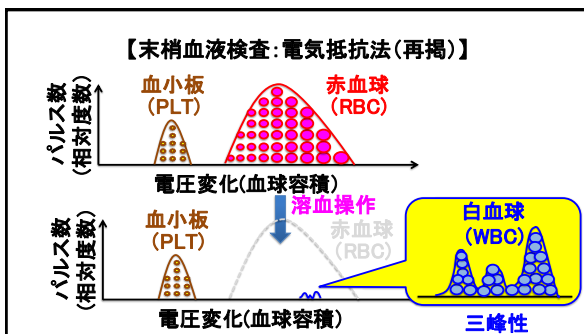 【末梢血液検査：電気抵抗法（再掲）】
血小板
(PLT)
赤血球
(RBC)
パルス数
(相対度数)
電圧変化(血球容積)
溶血操作
血小板
(PLT)
赤血球
(RBC)
白血球
(WBC)
パルス数
(相対度数)
電圧変化(血球容積)
三峰性